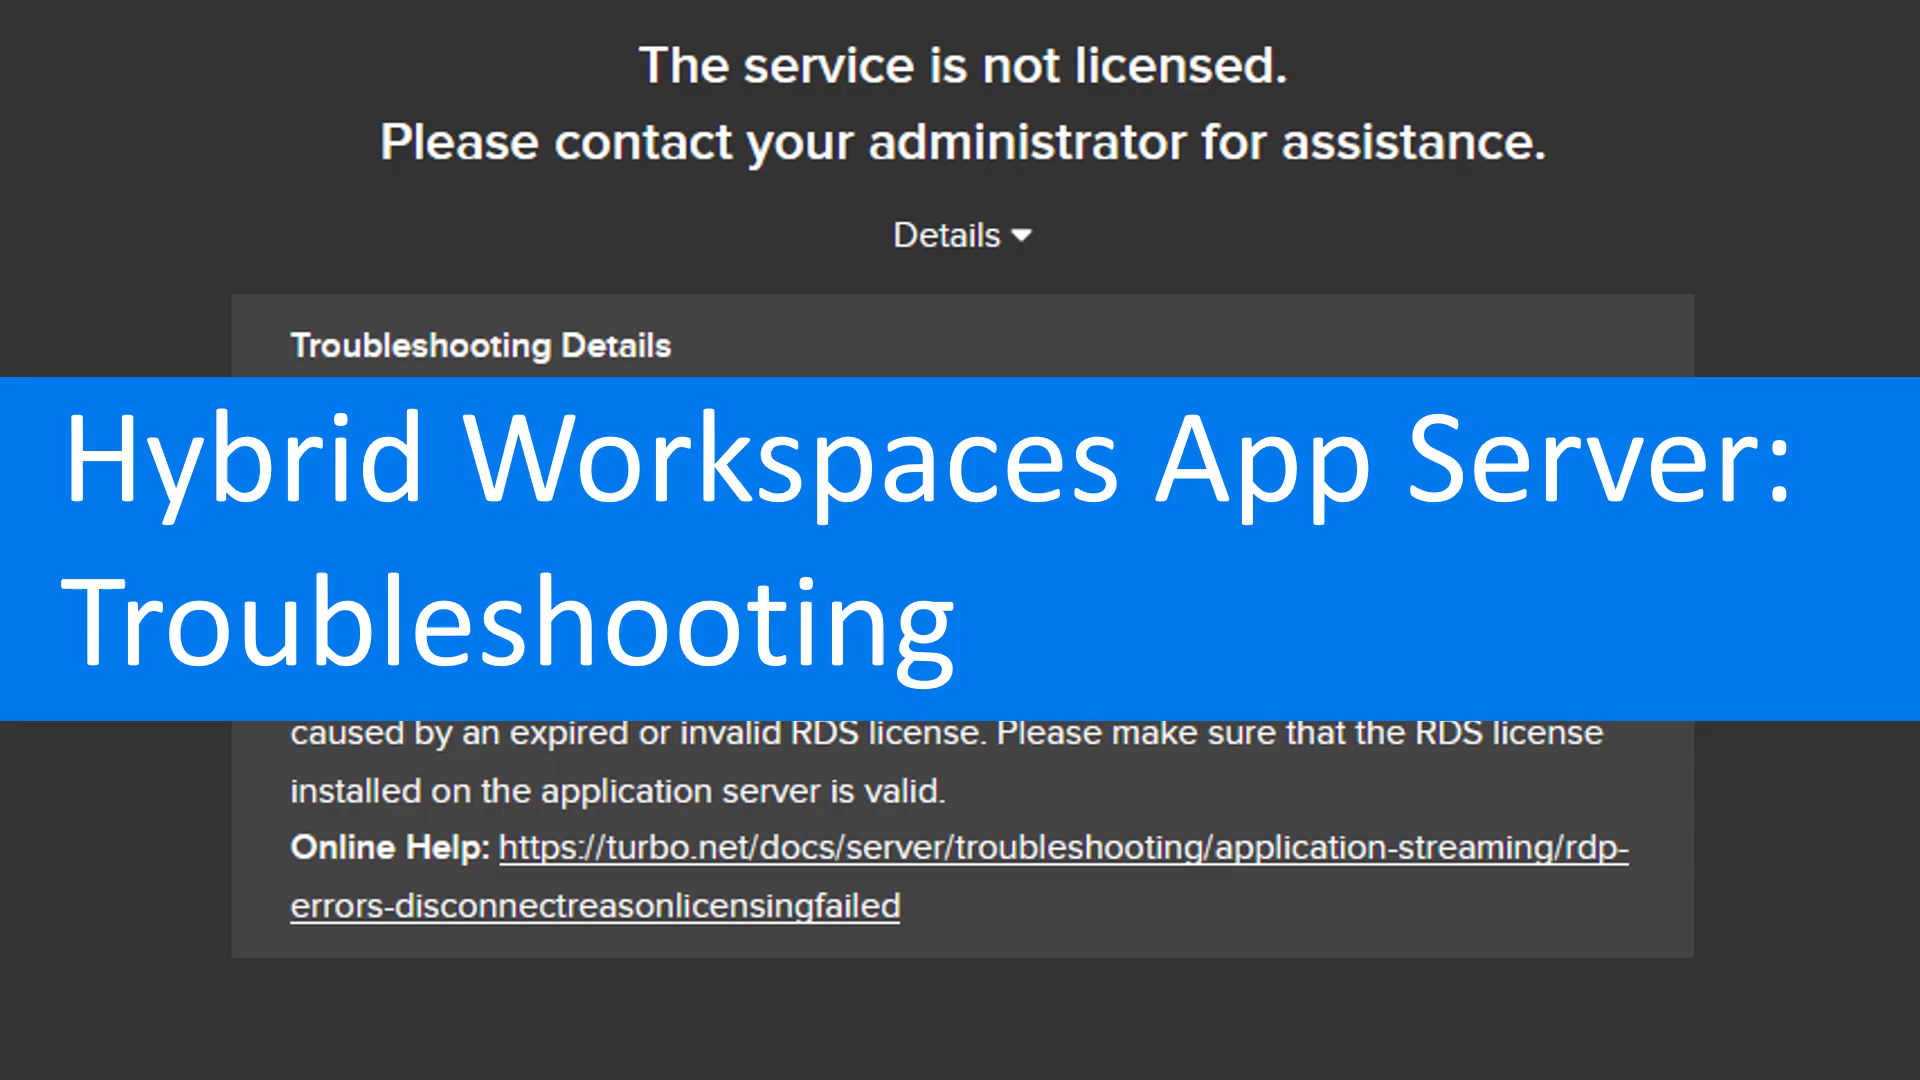 The service is not licensed.
Please contact your administrator for assistance.
Details
Troubleshooting Details
Hybrid Workspaces App Server:
Troubleshooting
caused by an expired or invalid RDS license. Please make sure that the RDS license
installed on the application server is valid.
Online Help: https://turbo.net/docs/server/troubleshooting/application-streaming/rdp-
errors-disconnectreasonlicensingfailed